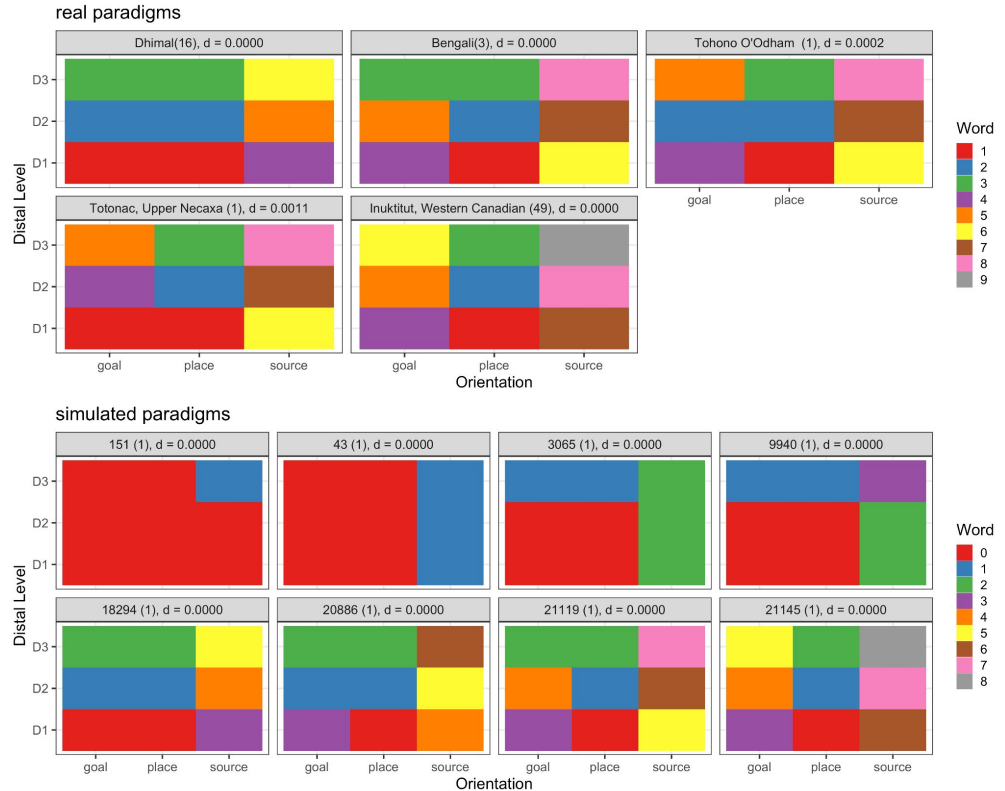 real paradigms
Dhimal(16), d = 0.0000
Bengali(3), d = 0.0000
Tohono O'Odham  (1), d = 0.0002
D3
D2
D1
goal
place
source
Totonac, Upper Necaxa (1), d = 0.0011
Inuktitut, Western Canadian (49), d = 0.0000
D3
D2
D1
goal
place
source
goal
place
source
Distal Level
Orientation
Word
1
2
3
4
5
6
7
8
9
simulated paradigms
151 (1), d = 0.0000
43 (1), d = 0.0000
3065 (1), d = 0.0000
9940 (1), d = 0.0000
D3
D2
D1
18294 (1), d = 0.0000
20886 (1), d = 0.0000
21119 (1), d = 0.0000
21145 (1), d = 0.0000
D3
D2
D1
goal
place
source
goal
place
source
goal
place
source
goal
place
source
Distal Level
Orientation
Word
0
1
2
3
4
5
6
7
8